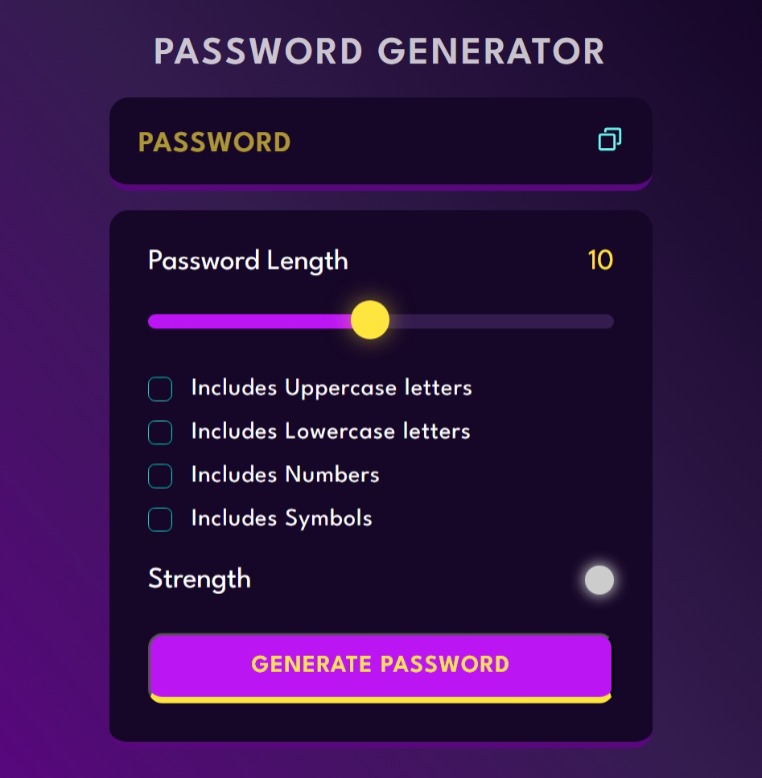 PASSWORD GENERATOR
PASSWORD
Password Length 10
Includes Uppercase letters
Includes Lowercase letters
Includes Numbers
Includes Symbols
Strength
GENERATE PASSWORD